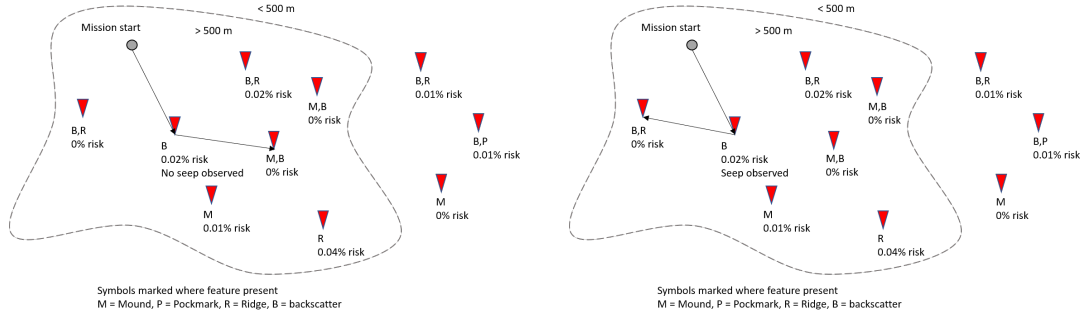 < 500 m
Mission start
> 500 m
B,R
0.02% risk
B,R
0.01% risk
M,B
0% risk
B,R
0% risk
B,P
0.01% risk
B
0.02% risk
No seep observed
M,B
0% risk
M
0% risk
M
0.01% risk
R
0.04% risk
Symbols marked where feature present
M = Mound, P = Pockmark, R = Ridge, B = backscatter
< 500 m
Mission start
> 500 m
B,R
0.02% risk
B,R
0.01% risk
M,B
0% risk
B,R
0% risk
B,P
0.01% risk
B
0.02% risk
Seep observed
M,B
0% risk
M
0% risk
M
0.01% risk
R
0.04% risk
Symbols marked where feature present
M = Mound, P = Pockmark, R = Ridge, B = backscatter